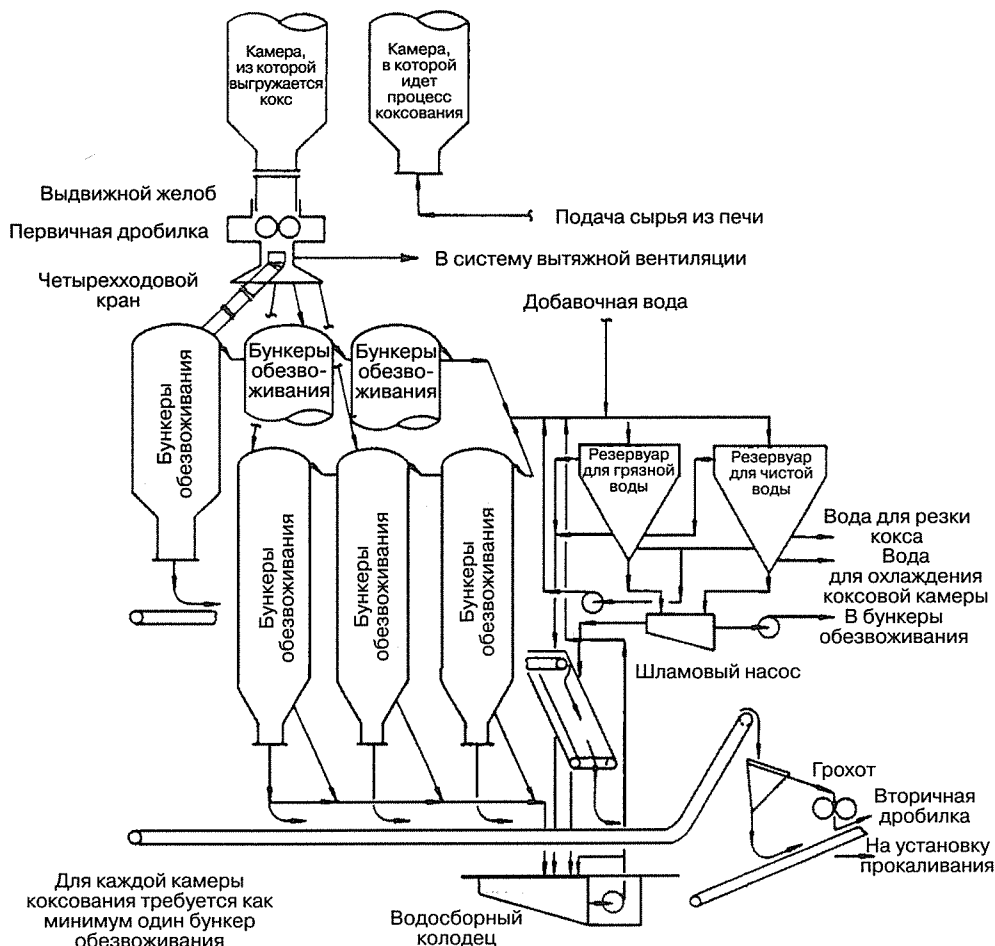 Камера,
из которой
выгружается
кокс
Камера,
в которой
идет
процесс
коксования
Выдвижной желоб
Первичная дробилка
Подача сырья из печи
В систему вытяжной вентиляции
Четырехходовой
кран
Добавочная вода
Бункеры
обезвоживания
Бункеры
обезво-
живания
Бункеры
обезво-
живания
Резервуар
для грязной
воды
Резервуар
для чистой
воды
Вода для резки
кокса
Вода
для охлаждения
коксовой камеры
В бункеры
обезвоживания
Бункеры
обезвоживания
Бункеры
обезвоживания
Бункеры
обезвоживания
Шламовый насос
Грохот
Вторичная
дробилка
На установку
прокаливания
Для каждой камеры
коксования требуется как
минимум один бункер
обезвоживания
Водосборный
колодец